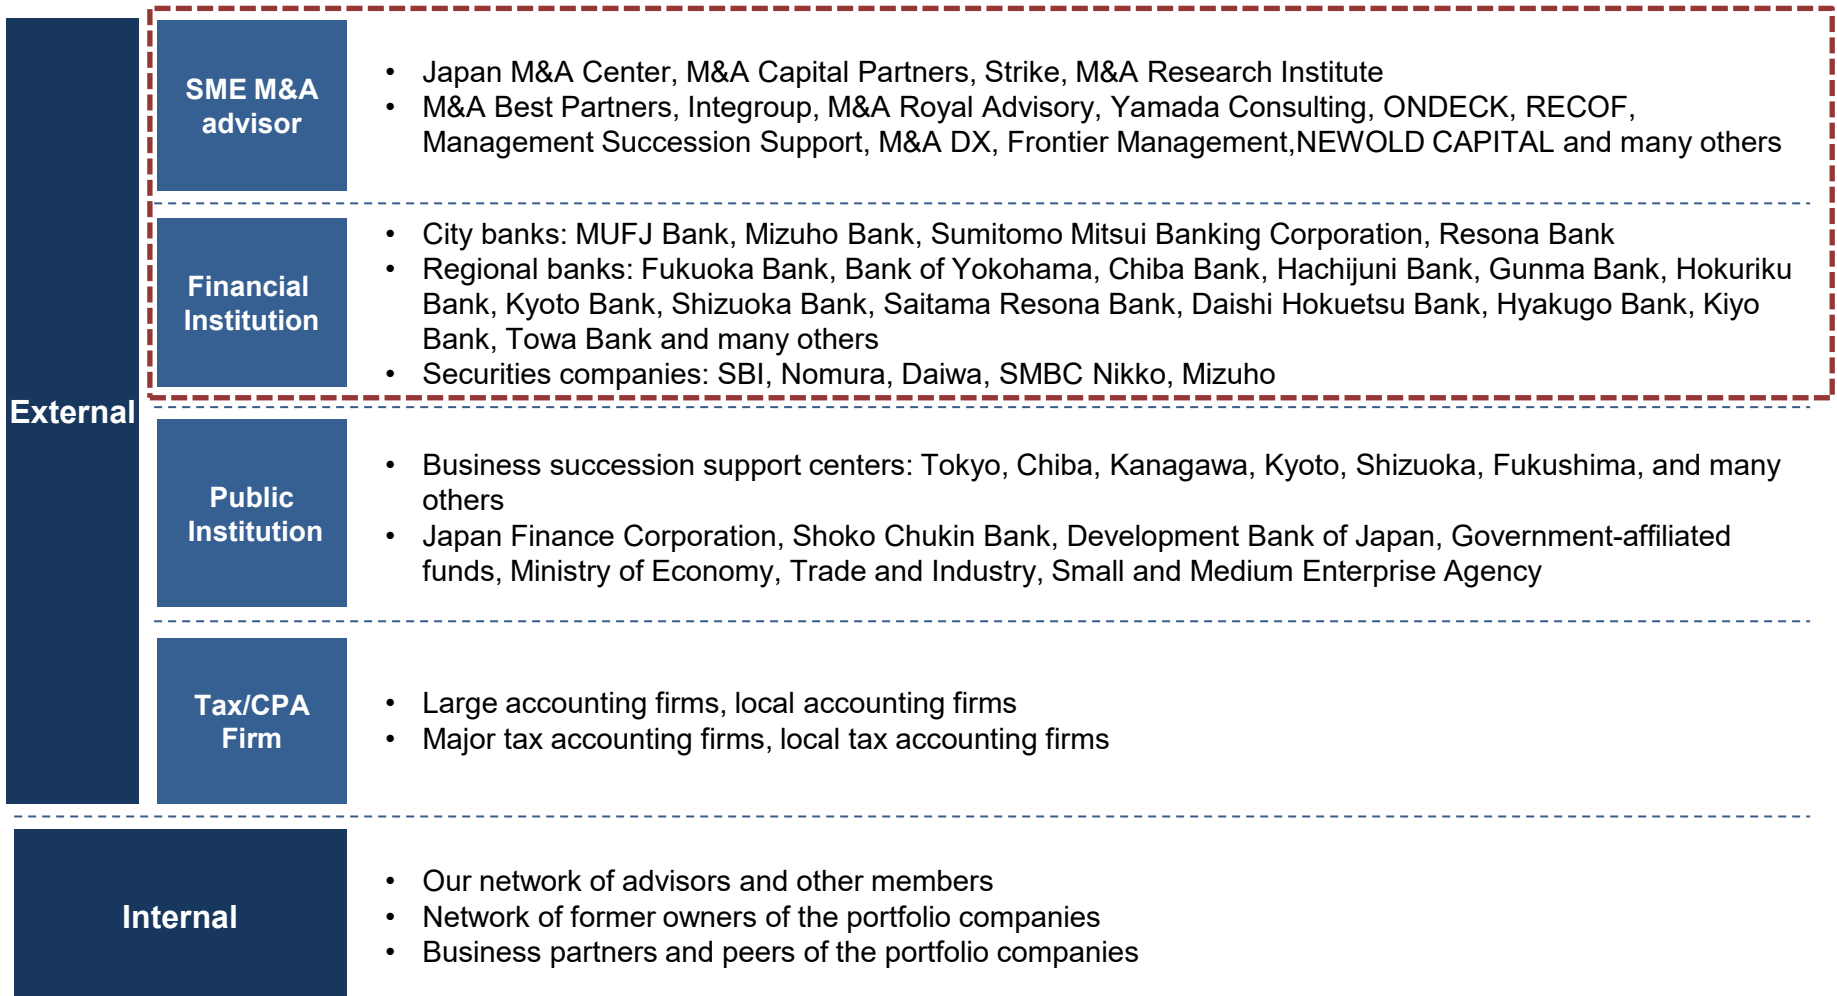 External
SME M&A
advisor
• Japan M&A Center, M&A Capital Partners, Strike, M&A Research Institute
• M&A Best Partners, Integroup, M&A Royal Advisory, Yamada Consulting, ONDECK, RECOF,
Management Succession Support, M&A DX, Frontier Management,NEWOLD CAPITAL and many others
Financial
Institution
• City banks: MUFJ Bank, Mizuho Bank, Sumitomo Mitsui Banking Corporation, Resona Bank
• Regional banks: Fukuoka Bank, Bank of Yokohama, Chiba Bank, Hachijuni Bank, Gunma Bank, Hokuriku
Bank, Kyoto Bank, Shizuoka Bank, Saitama Resona Bank, Daishi Hokuetsu Bank, Hyakugo Bank, Kiyo
Bank, Towa Bank and many others
• Securities companies: SBI, Nomura, Daiwa, SMBC Nikko, Mizuho
Public
Institution
• Business succession support centers: Tokyo, Chiba, Kanagawa, Kyoto, Shizuoka, Fukushima, and many
others
• Japan Finance Corporation, Shoko Chukin Bank, Development Bank of Japan, Government-affiliated
funds, Ministry of Economy, Trade and Industry, Small and Medium Enterprise Agency
Tax/CPA
Firm
• Large accounting firms, local accounting firms
• Major tax accounting firms, local tax accounting firms
Internal
• Our network of advisors and other members
• Network of former owners of the portfolio companies
• Business partners and peers of the portfolio companies